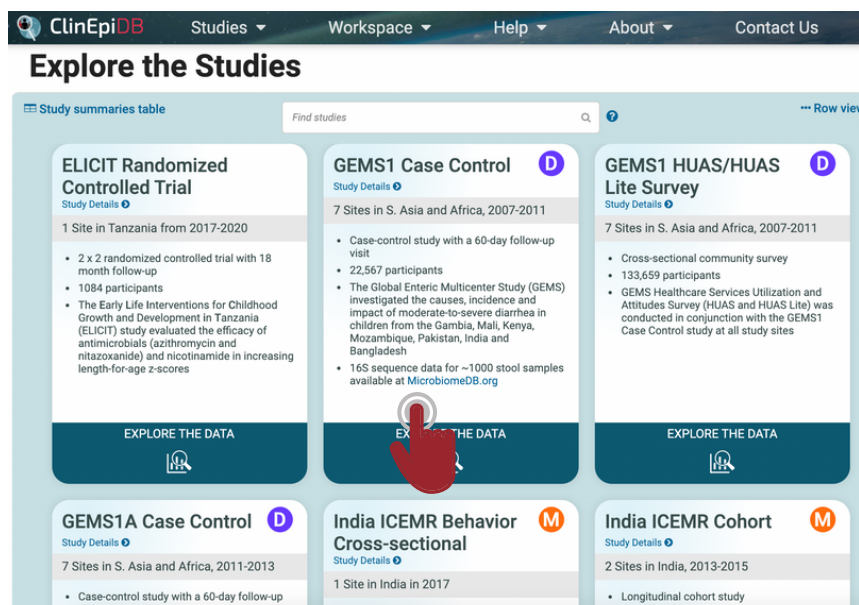 ClinEpiDB Studies Workspace Help About Contact Us
Explore the Studies
Study summaries table
Find studies
Row view
ELICIT Randomized
Controlled Trial
Study Details
1 Site in Tanzania from 2017-2020
2 x 2 randomized controlled trial with 18
month follow-up
1084 participants
The Early Life Interventions for Childhood
Growth and Development in Tanzania
(ELICIT) study evaluated the efficacy of
antimicrobials (azithromycin and
nitazoxanide) and nicotinamide in increasing
length-for-age z-scores
EXPLORE THE DATA
GEMS1 Case Control D
Study Details
7 Sites in S. Asia and Africa, 2007-2011
Case-control study with a 60-day follow-up
visit
22,567 participants
The Global Enteric Multicenter Study (GEMS)
investigated the causes, incidence and
impact of moderate-to-severe diarrhea in
children from the Gambia, Mali, Kenya,
Mozambique, Pakistan, India and
Bangladesh
16S sequence data for ~1000 stool samples
available at MicrobiomeDB.org
THE DATA
GEMS1 HUAS/HUAS D
Lite Survey
Study Details
7 Sites in S. Asia and Africa, 2007-2011
Cross-sectional community survey
133,659 participants
GEMS Healthcare Services Utilization and
Attitudes Survey (HUAS and HUAS Lite) was
conducted in conjunction with the GEMS1
Case Control study at all study sites
EXPLORE THE DATA
GEMS1A Case Control D
Study Details
7 Sites in S. Asia and Africa, 2011-2013
Case-control study with a 60-day follow-up
India ICEMR Behavior M
Cross-sectional
Study Details
1 Site in India in 2017
India ICEMR Cohort M
Study Details
2 Sites in India, 2013-2015
Longitudinal cohort study